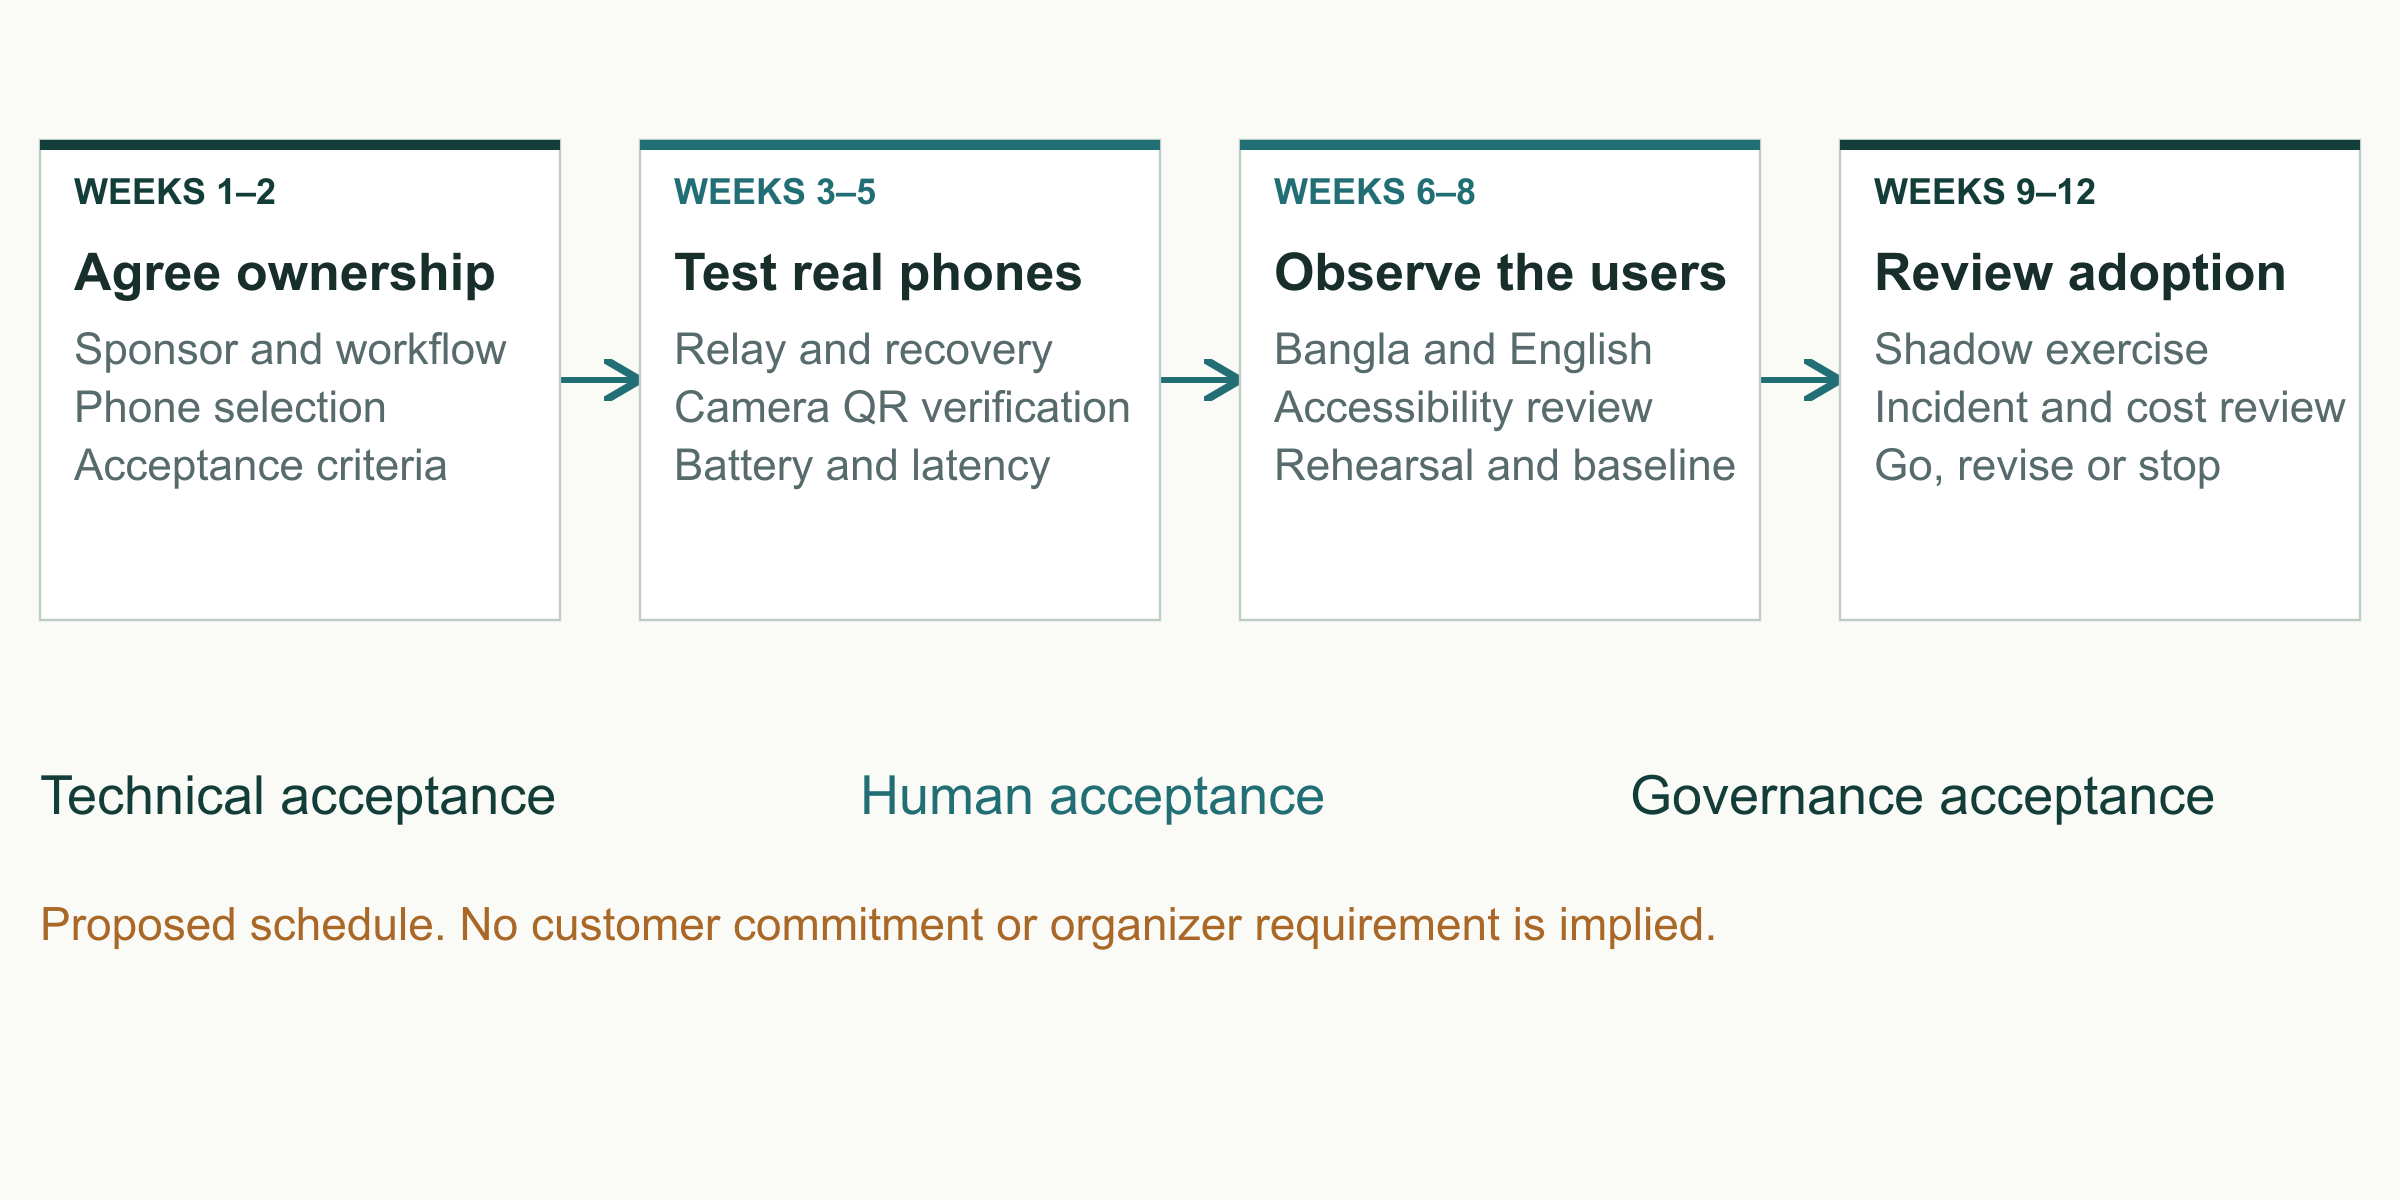 WEEKS 1–2
Agree ownership
Sponsor and workflow
Phone selection
Acceptance criteria
WEEKS 3–5
Test real phones
Relay and recovery
Camera QR verification
Battery and latency
WEEKS 6–8
Observe the users
Bangla and English
Accessibility review
Rehearsal and baseline
WEEKS 9–12
Review adoption
Shadow exercise
Incident and cost review
Go, revise or stop
Technical acceptance
Human acceptance
Governance acceptance
Proposed schedule. No customer commitment or organizer requirement is implied.